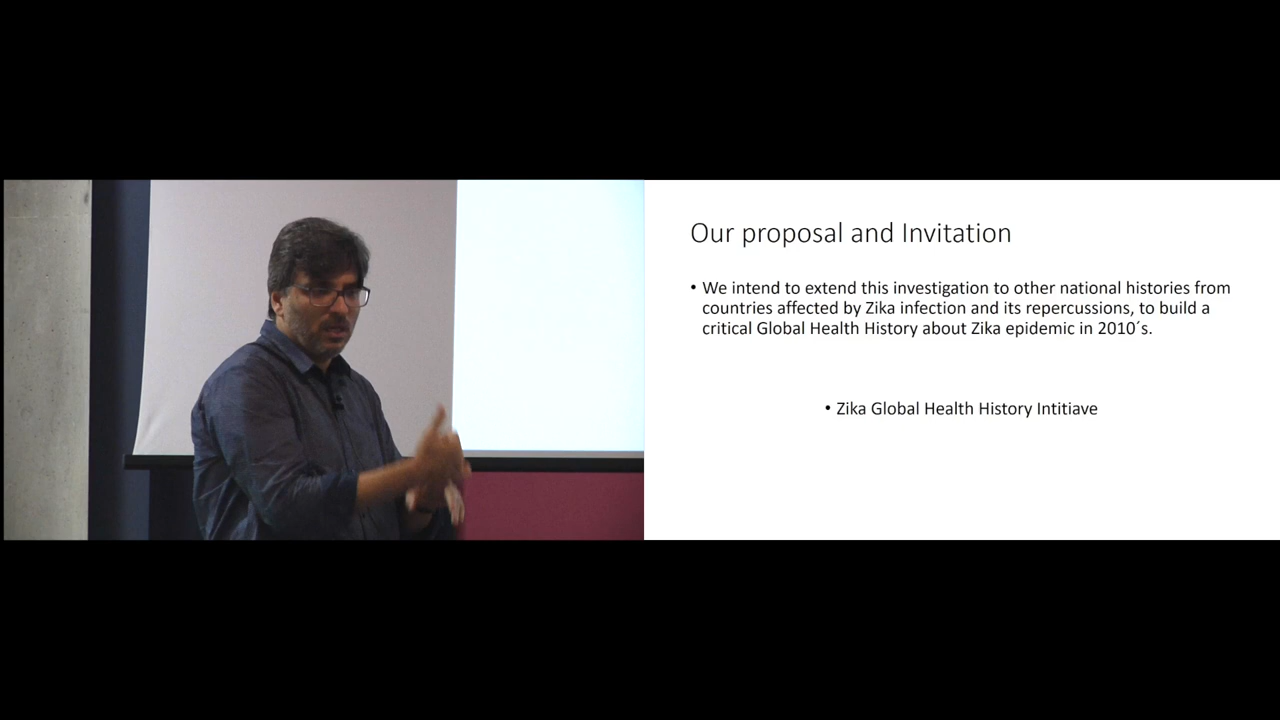 Our proposal and Invitation
• We intend to extend this investigation to other national histories from
countries affected by Zika infection and its repercussions, to build a
critical Global Health History about Zika epidemic in 2010´s.
• Zika Global Health History Intitiave